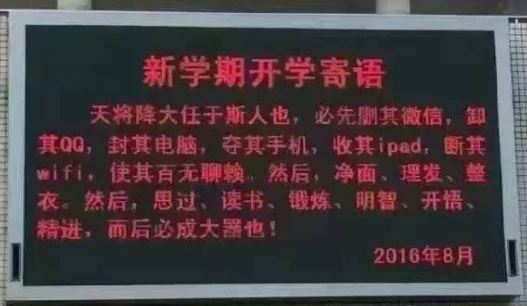 新学期开学寄语
天将降大任于斯人也，必先删其微信，卸
其QQ，封其电脑，夺其手机，收其ipad，断其
wifi，使其百无聊赖。然后，净面、理发、整
衣。然后，思过、读书、锻炼、明智、开悟、
精进，而后必成大器也！
2016年8月